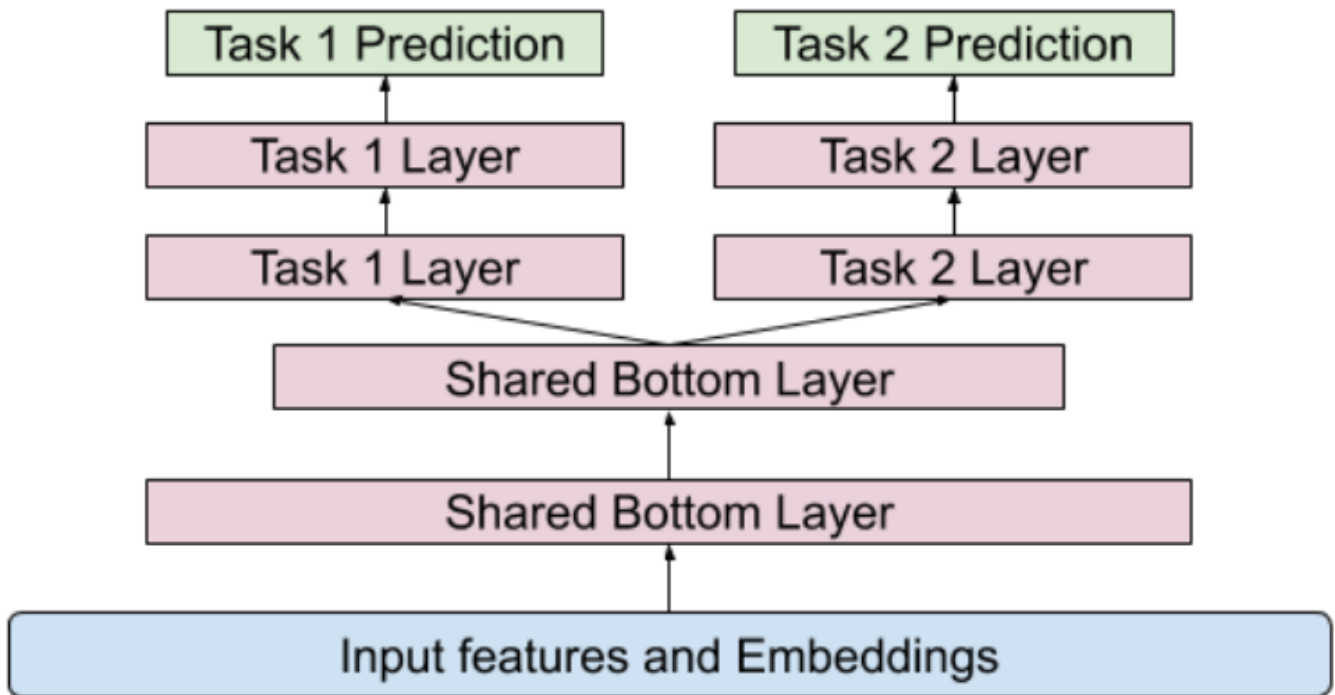 Task 1 Prediction
Task 2 Prediction
Task 1 Layer
Task 2 Layer
Task 1 Layer
Task 2 Layer
Shared Bottom Layer
Shared Bottom Layer
Input features and Embeddings